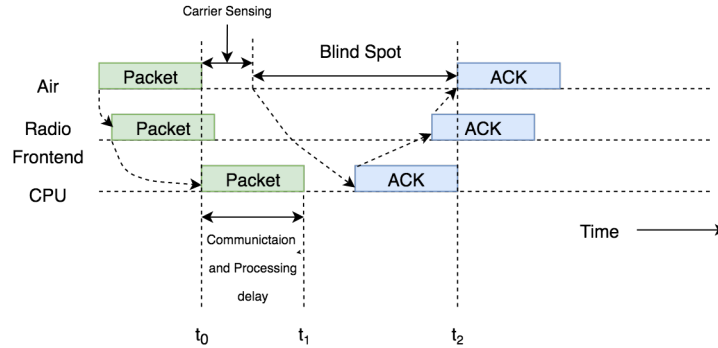 Carrier Sensing
Blind Spot
Air
Packet
ACK
Radio
Frontend
Packet
ACK
CPU
Packet
ACK
Time
Communictaion
and Processing
delay
t0
t1
t2